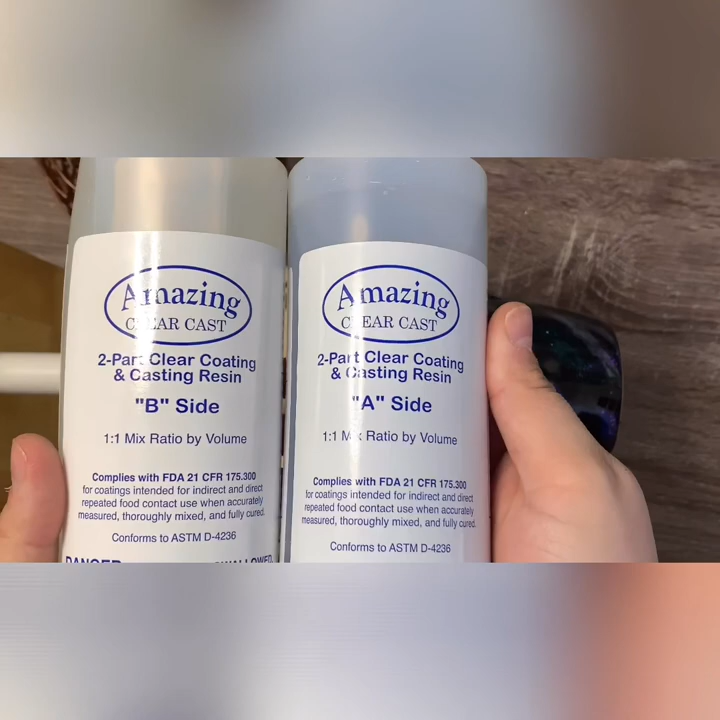 Amazing
CLEAR CAST
2-Part Clear Coating
& Casting Resin
"B" Side
1:1 Mix Ratio by Volume
Complies with FDA 21 CFR 175.300
for coatings intended for indirect and direct
repeated food contact use when accurately
measured, thoroughly mixed, and fully cured.
Conforms to ASTM D-4236
Amazing
CLEAR CAST
2-Part Clear Coating
& Casting Resin
"A" Side
1:1 Mix Ratio by Volume
Complies with FDA 21 CFR 175.300
for coatings intended for indirect and direct
repeated food contact use when accurately
measured, thoroughly mixed, and fully cured.
Conforms to ASTM D-4236